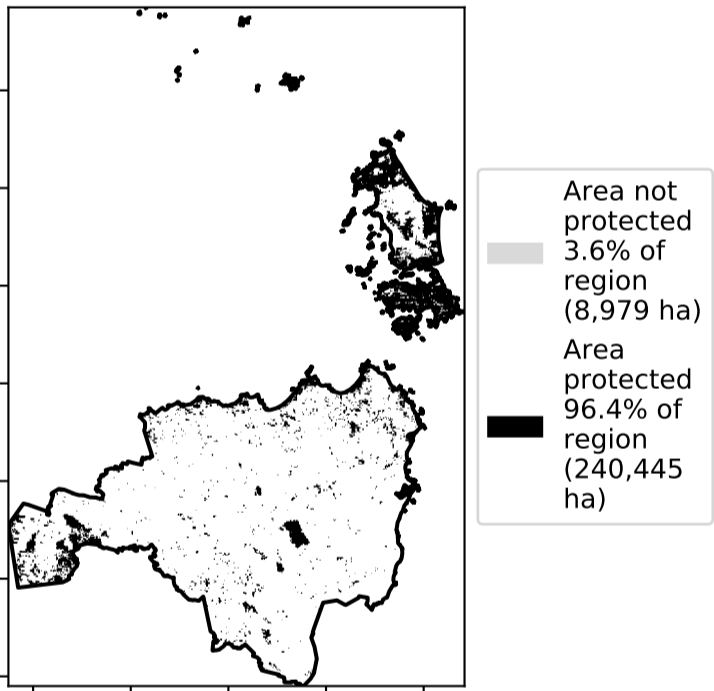 Area not
protected
3.6% of
region
(8,979 ha)
Area
protected
96.4% of
region
(240,445
ha)